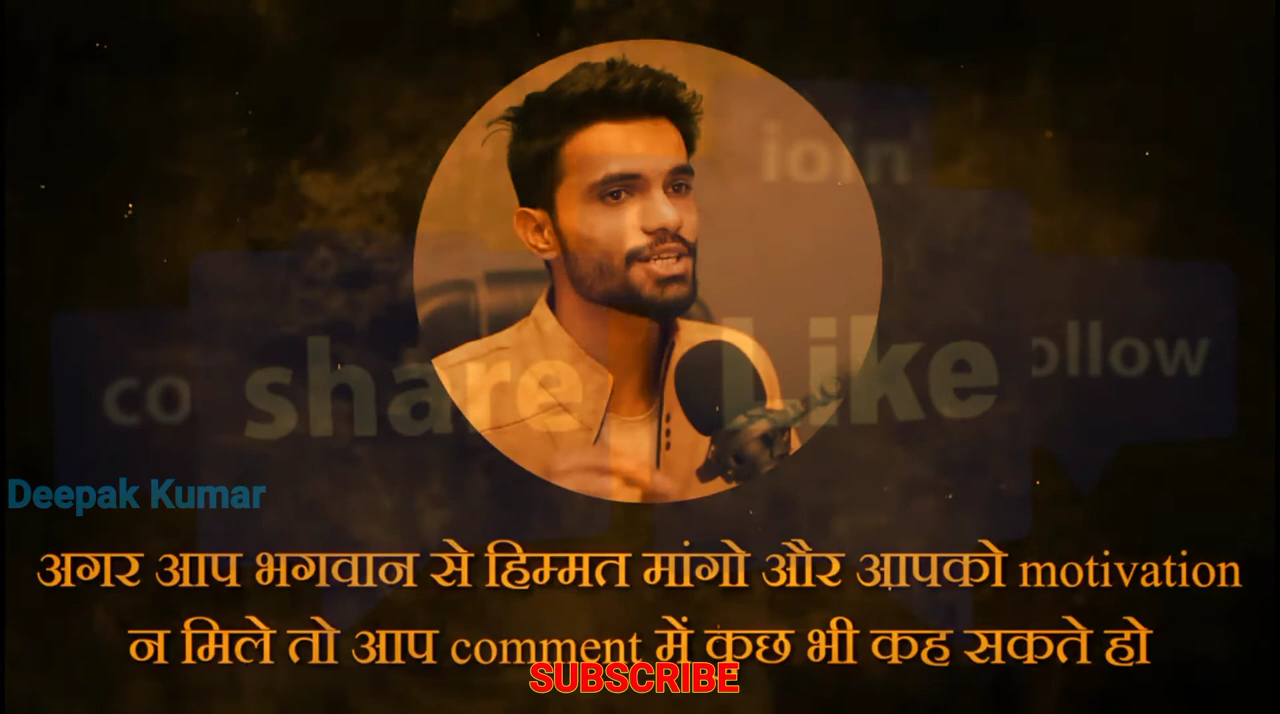 join
share
Like
ollow
co
Deepak Kumar
अगर आप भगवान से हिम्मत मांगो और आपको motivation
न मिले तो आप comment में कुछ भी कह सकते हो
SUBSCRIBE